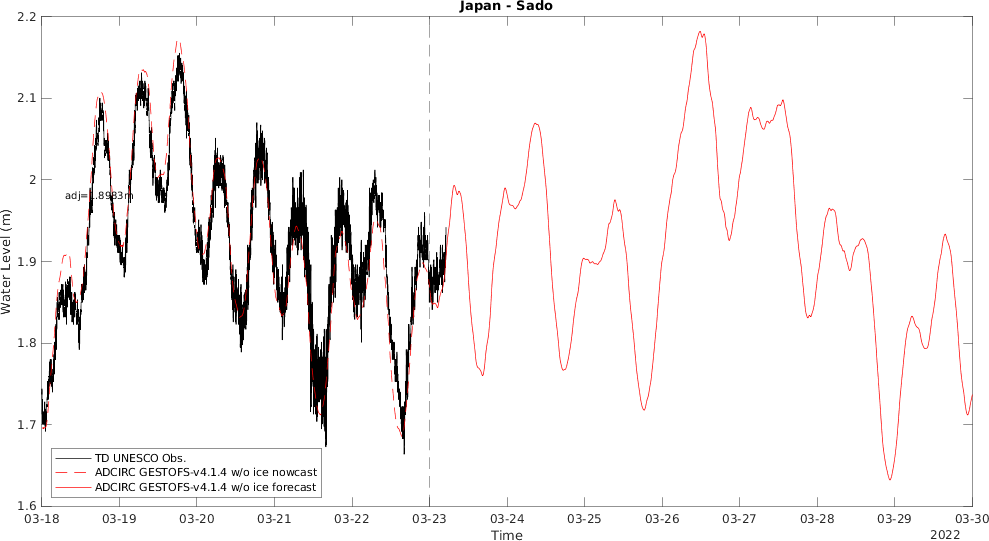 Japan - Sado
2.2
2.1
2
1.9
1.8
1.7
1.6
Water Level (m)
adj=1.8983m
TD UNESCO Obs.
ADCIRC GESTOFS-v4.1.4 w/o ice nowcast
ADCIRC GESTOFS-v4.1.4 w/o ice forecast
03-18 03-19 03-20 03-21 03-22 03-23 03-24 03-25 03-26 03-27 03-28 03-29 03-30
Time
2022